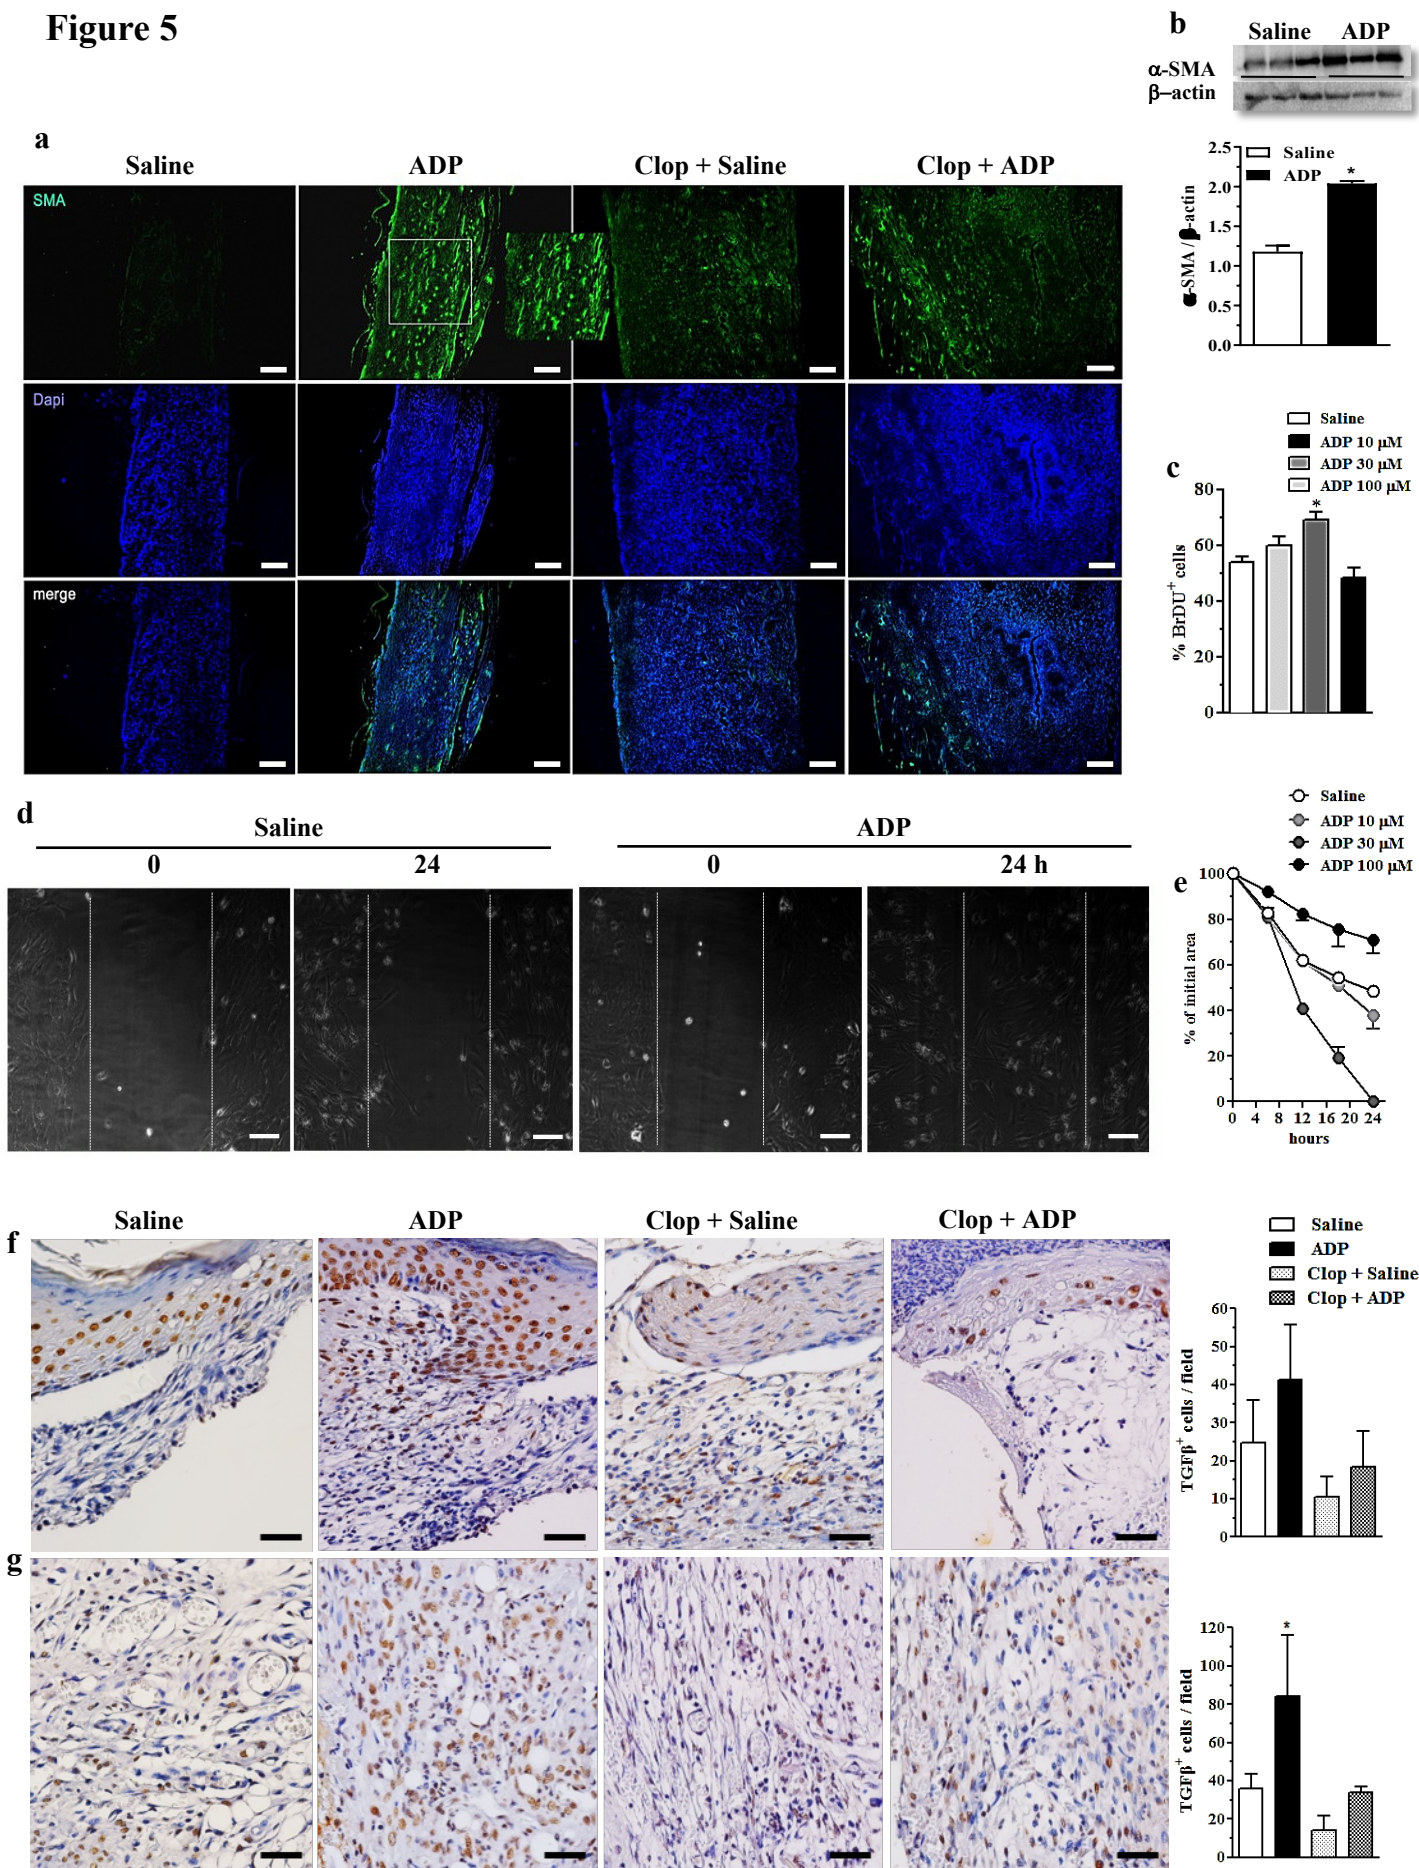 Figure 5
a
Saline
ADP
Clop + Saline
Clop + ADP
SMA
Dapi
merge
b
Saline
ADP
α-SMA
β–actin
Saline
ADP
2.5
2.0
1.5
1.0
0.5
0.0
*
α-SMA / β-actin
c
Saline
ADP 10 µM
ADP 30 µM
ADP 100 µM
80
60
40
20
0
*
% BrDU+ cells
d
Saline
ADP
0
24
0
24 h
e
Saline
ADP 10 µM
ADP 30 µM
ADP 100 µM
100
80
60
40
20
0
% of initial area
0 4 8 12 16 20 24
hours
f
Saline
ADP
Clop + Saline
Clop + ADP
Saline
ADP
Clop + Saline
Clop + ADP
60
50
40
30
20
10
0
TGFβ+ cells / field
g
120
100
80
60
40
20
0
*
TGFβ+ cells / field